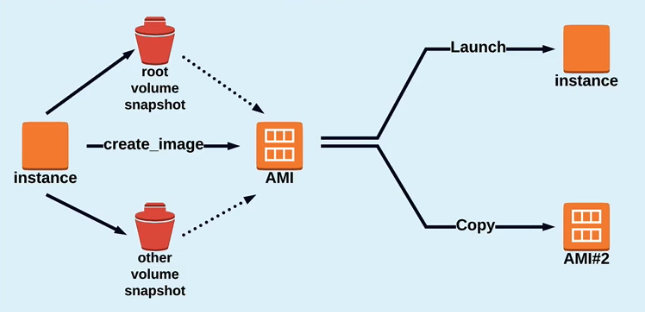 root
volume
snapshot
Launch
instance
create_image
instance
AMI
Copy
other
volume
snapshot
AMI#2